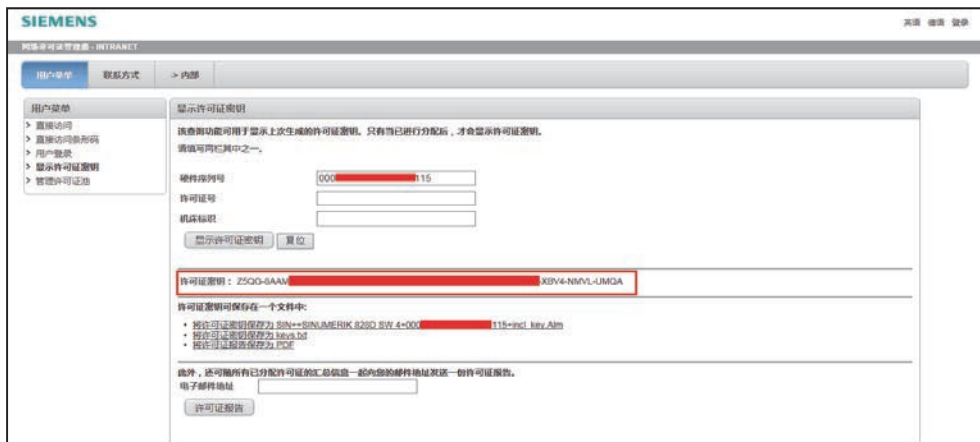 SIEMENS
英语 德语 登录
网络许可证管理器 - INTRANET
用户菜单 联系方式 > 内部
用户菜单
> 直接访问
> 直接访问条形码
> 用户登录
> 显示许可证密钥
> 管理许可证池
显示许可证密钥
该查询功能可用于显示上次生成的许可证密钥。只有当已进行分配后，才会显示许可证密钥。
请填写两栏其中之一。
硬件序列号 000 115
许可证号
机床标识
显示许可证密钥 复位
许可证密钥： Z5QG-6AAM XBV4-NMVL-UMQA
许可证密钥可保存在一个文件中:
• 将许可证密钥保存为 SIN==SINUMERIK 828D SW 4=000 115=incl_key.Alm
• 将许可证密钥保存为 keys.txt
• 将许可证报告保存为 PDF
此外，还可随所有已分配许可证的汇总信息一起向您的邮件地址发送一份许可证报告。
电子邮件地址
许可证报告